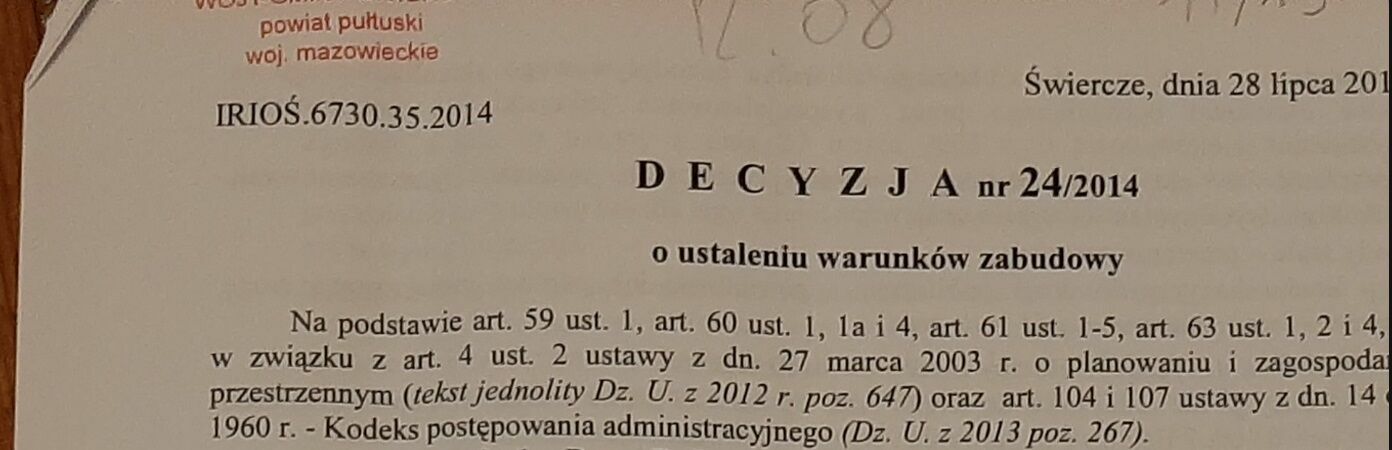 powiat pułtuski
woj. mazowieckie
12.08
Świercze, dnia 28 lipca 201
IRIOŚ.6730.35.2014
D E C Y Z J A nr 24/2014
o ustaleniu warunków zabudowy
Na podstawie art. 59 ust. 1, art. 60 ust. 1, 1a i 4, art. 61 ust. 1-5, art. 63 ust. 1, 2 i 4,
w związku z art. 4 ust. 2 ustawy z dn. 27 marca 2003 r. o planowaniu i zagospoda
przestrzennym (tekst jednolity Dz. U. z 2012 r. poz. 647) oraz art. 104 i 107 ustawy z dn. 14
1960 r. - Kodeks postępowania administracyjnego (Dz. U. z 2013 poz. 267).